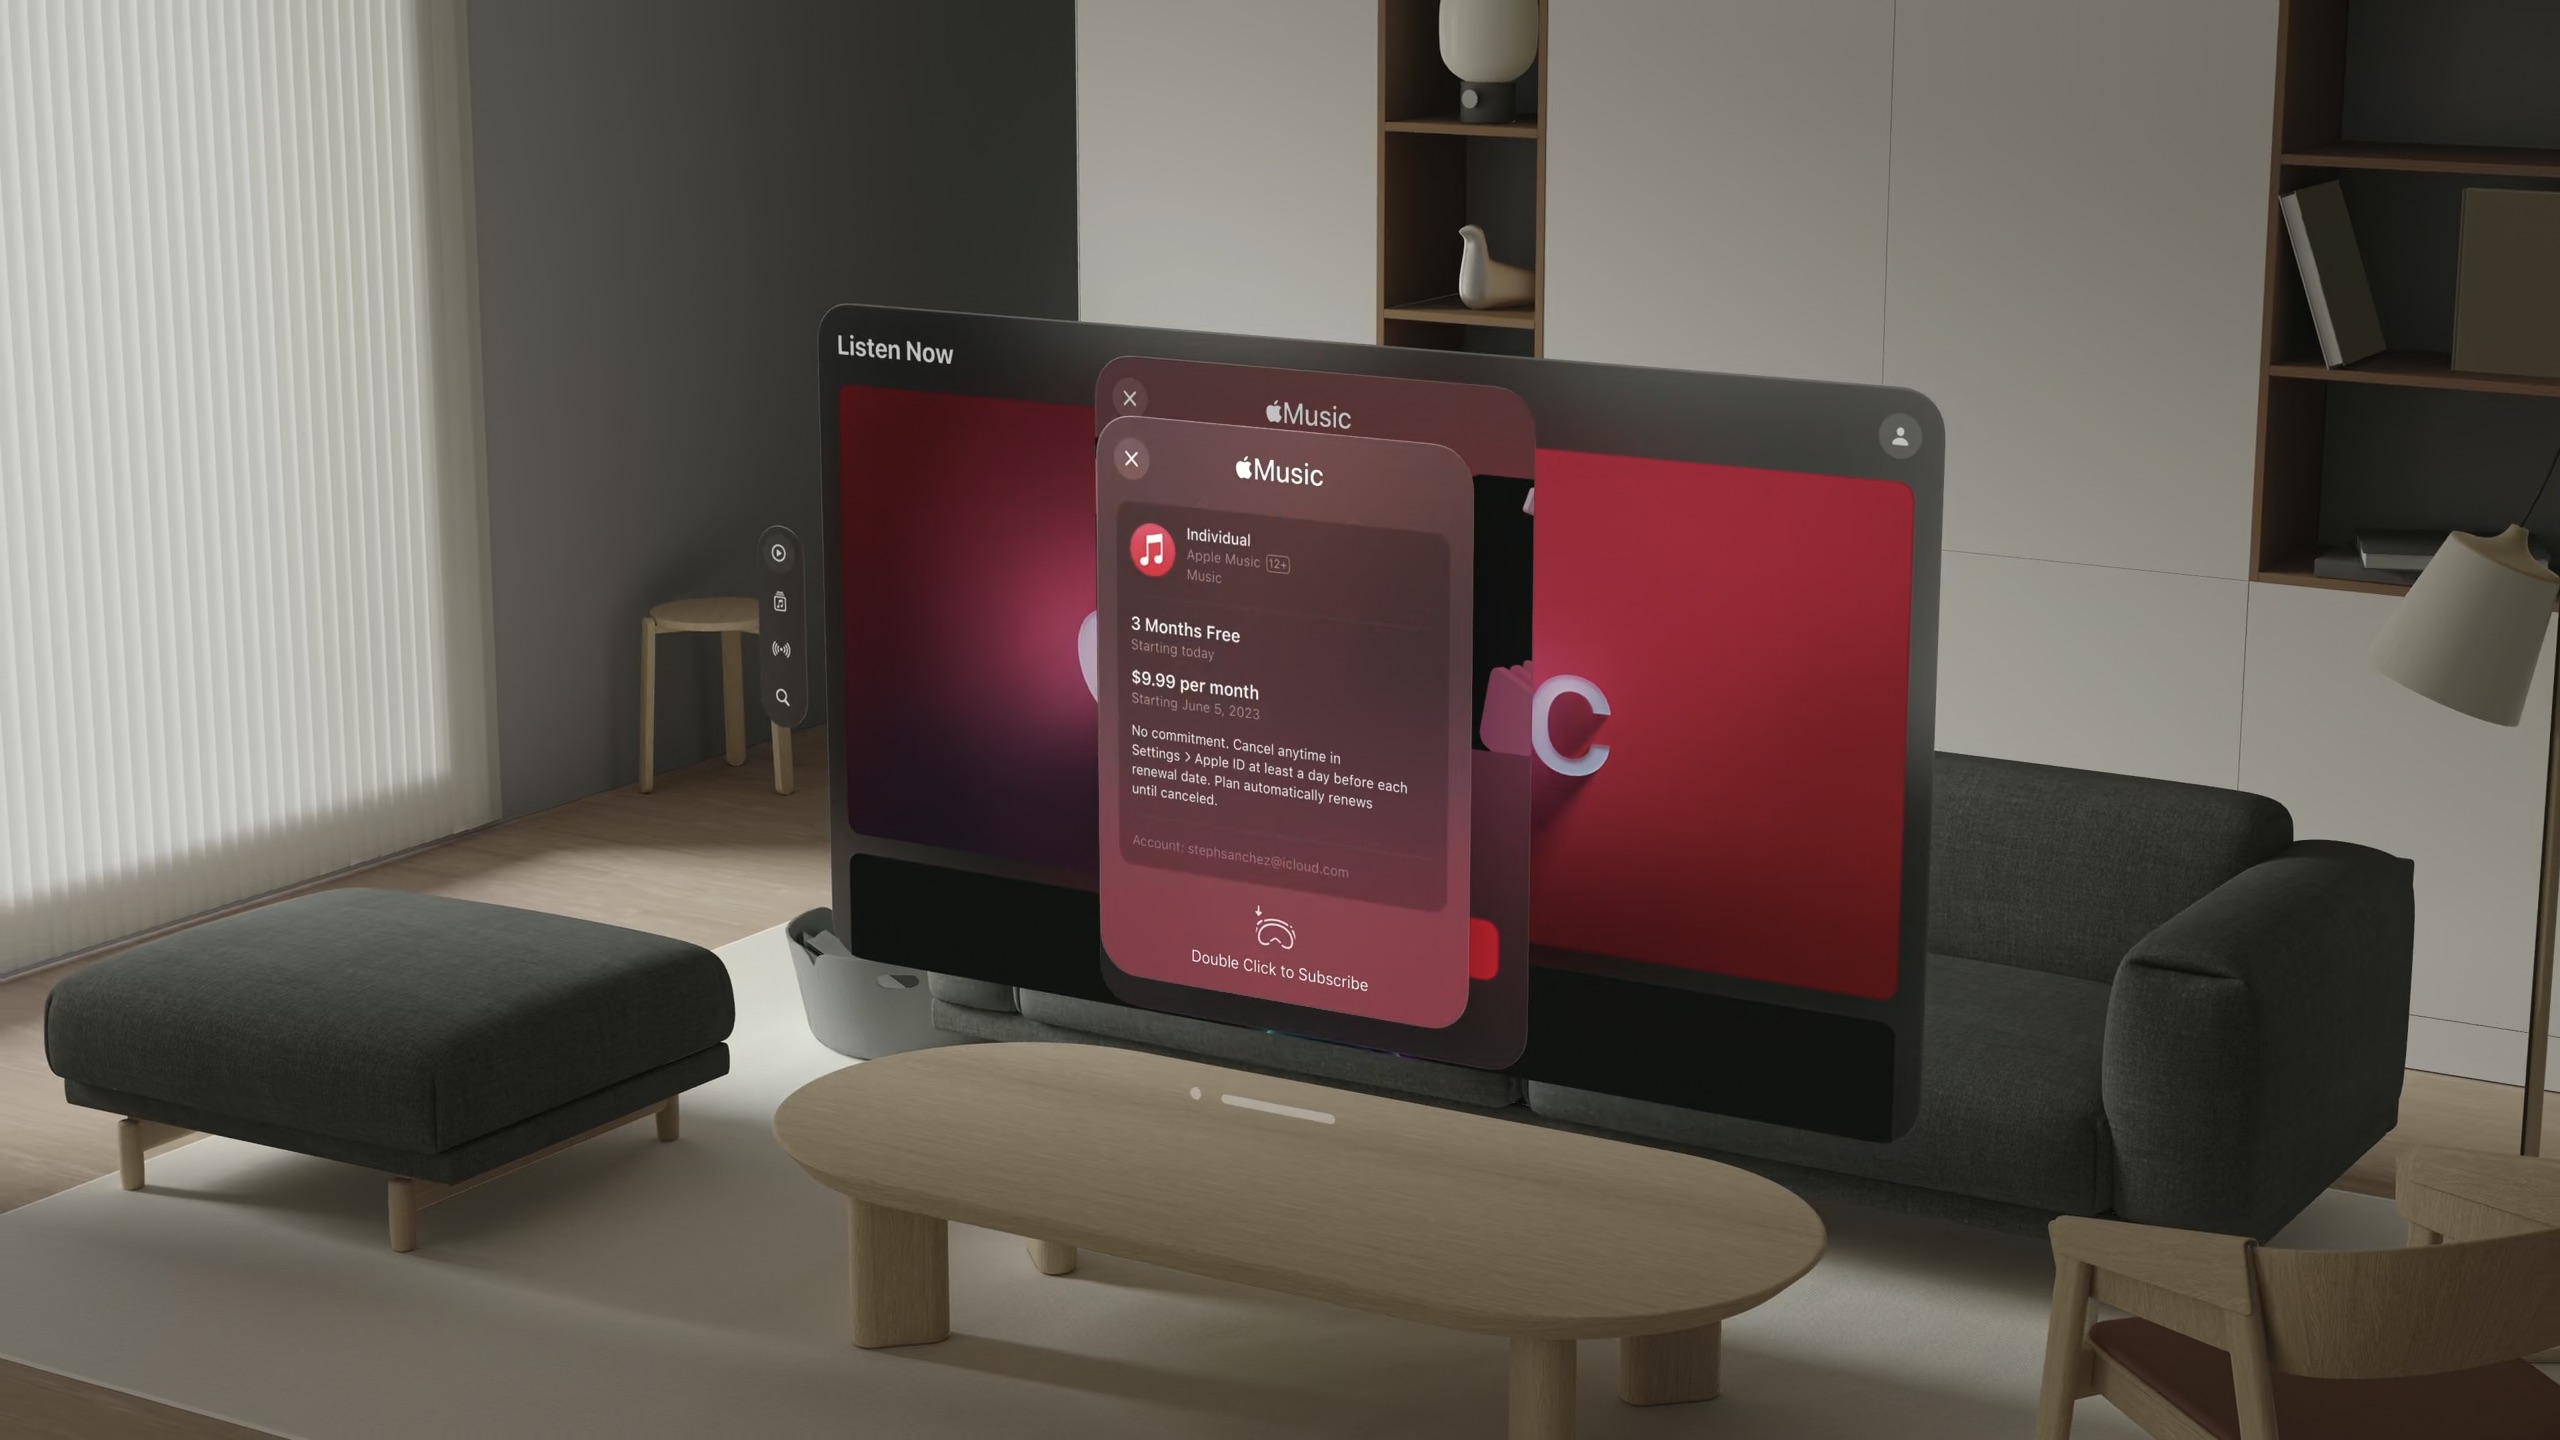 Listen Now
Music
Music
Individual
Apple Music 12+
Music
3 Months Free
Starting today
$9.99 per month
Starting June 5, 2023
No commitment. Cancel anytime in
Settings > Apple ID at least a day before each
renewal date. Plan automatically renews
until canceled.
Account: stephsanchez@icloud.com
Double Click to Subscribe
C